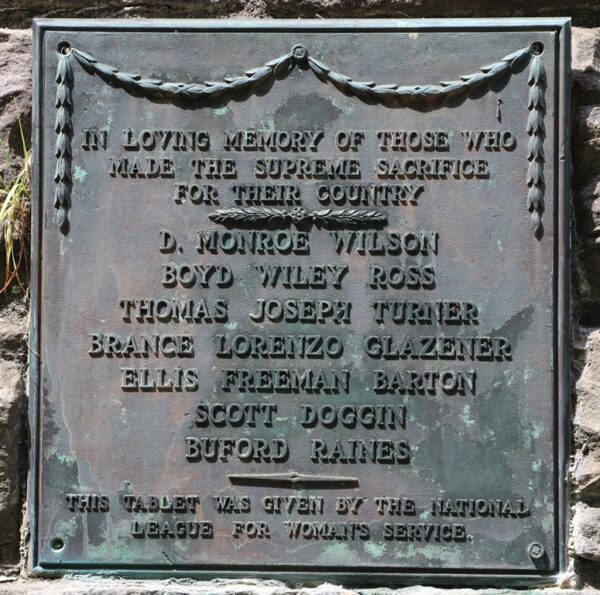 IN LOVING MEMORY OF THOSE WHO
MADE THE SUPREME SACRIFICE
FOR THEIR COUNTRY
D. MONROE WILSON
BOYD WILEY ROSS
THOMAS JOSEPH TURNER
BRANCE LORENZO GLAZENER
ELLIS FREEMAN BARTON
SCOTT DOGGIN
BUFORD RAINES
THIS TABLET WAS GIVEN BY THE NATIONAL
LEAGUE FOR WOMAN'S SERVICE.